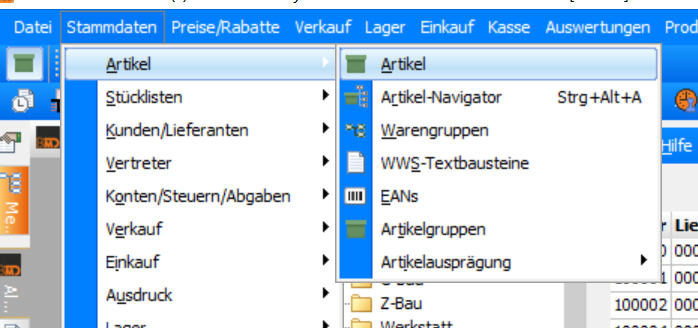 Datei Stammdaten Preise/Rabatte Verkauf Lager Einkauf Kasse Auswertungen Prod
Artikel
Stücklisten
Kunden/Lieferanten
Vertreter
Konten/Steuern/Abgaben
Verkauf
Einkauf
Ausdruck
Lager
Artikel
Artikel-Navigator Strg+Alt+A
Warengruppen
WWS-Textbausteine
EANs
Artikelgruppen
Artikelausprägung
Z-Bau
Werkstatt
Hilfe
Lie
000
000
100002 000
Me...
Al...